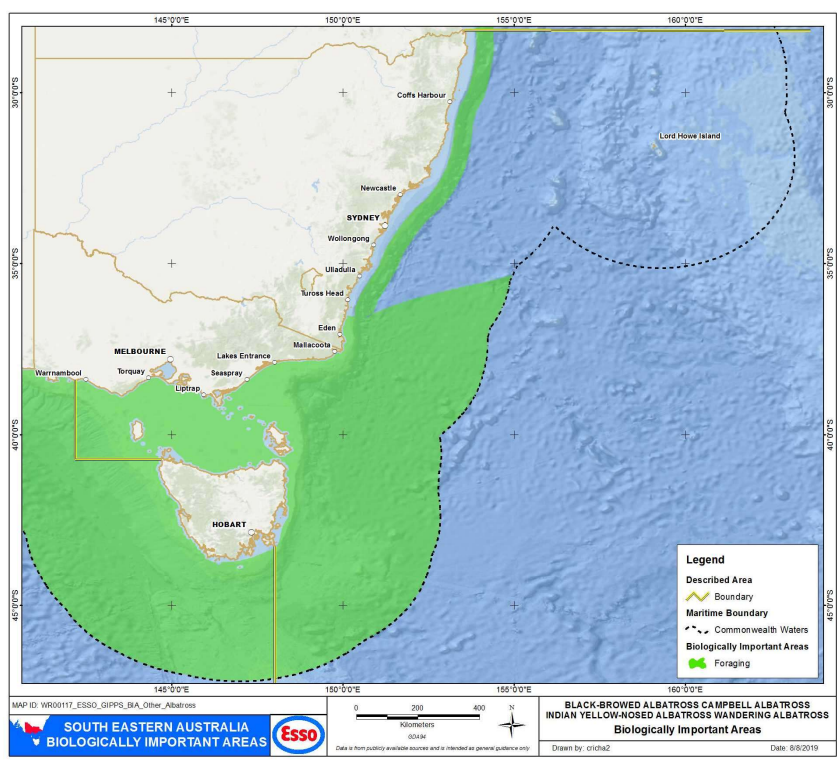 145°0'0"E
150°0'0"E
155°0'0"E
160°0'0"E
30°0'0"S
30°0'0"S
Coffs Harbour
Lord Howe Island
Newcastle
SYDNEY
Wollongong
35°0'0"S
35°0'0"S
Ulladulla
Tuross Head
Eden
Mallacoota
MELBOURNE
Lakes Entrance
Warrnambool
Torquay
Seaspray
Liptrap
40°0'0"S
40°0'0"S
HOBART
45°0'0"S
45°0'0"S
Legend
Described Area
Boundary
Maritime Boundary
Commonwealth Waters
Biologically Important Areas
Foraging
145°0'0"E
150°0'0"E
155°0'0"E
160°0'0"E
MAP ID: WR00117_ESSO_GIPPS_BIA_Other_Albatross
SOUTH EASTERN AUSTRALIA
BIOLOGICALLY IMPORTANT AREAS
Esso
0 200 400
Kilometers
GDA94
N
Data is from publicly available sources and is intended as general guidance only
BLACK-BROWED ALBATROSS CAMPBELL ALBATROSS
INDIAN YELLOW-NOSED ALBATROSS WANDERING ALBATROSS
Biologically Important Areas
Drawn by: cricha2
Date: 8/8/2019